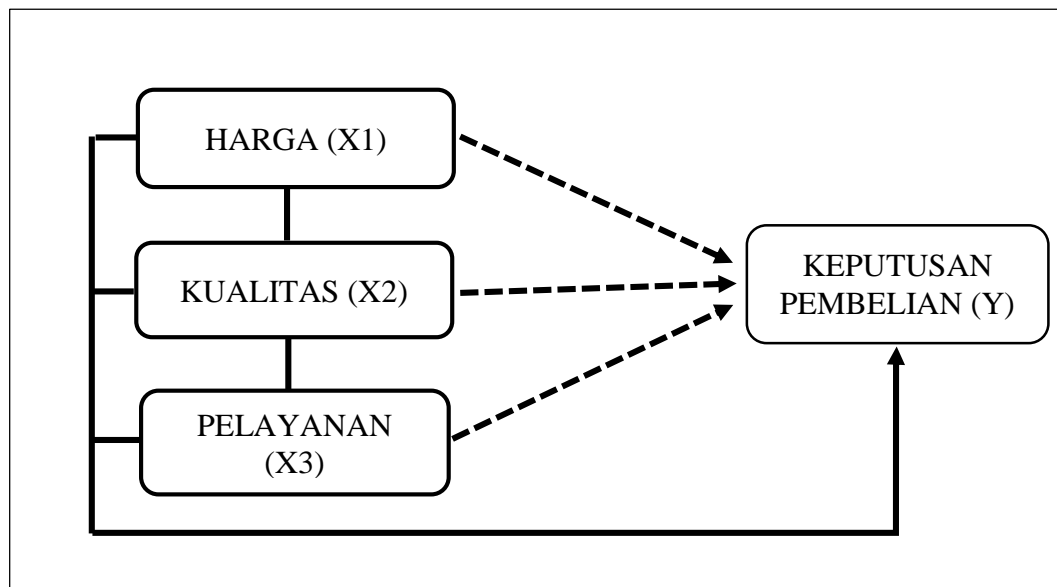 HARGA (X1)
KUALITAS (X2)
KEPUTUSAN
PEMBELIAN (Y)
PELAYANAN
(X3)